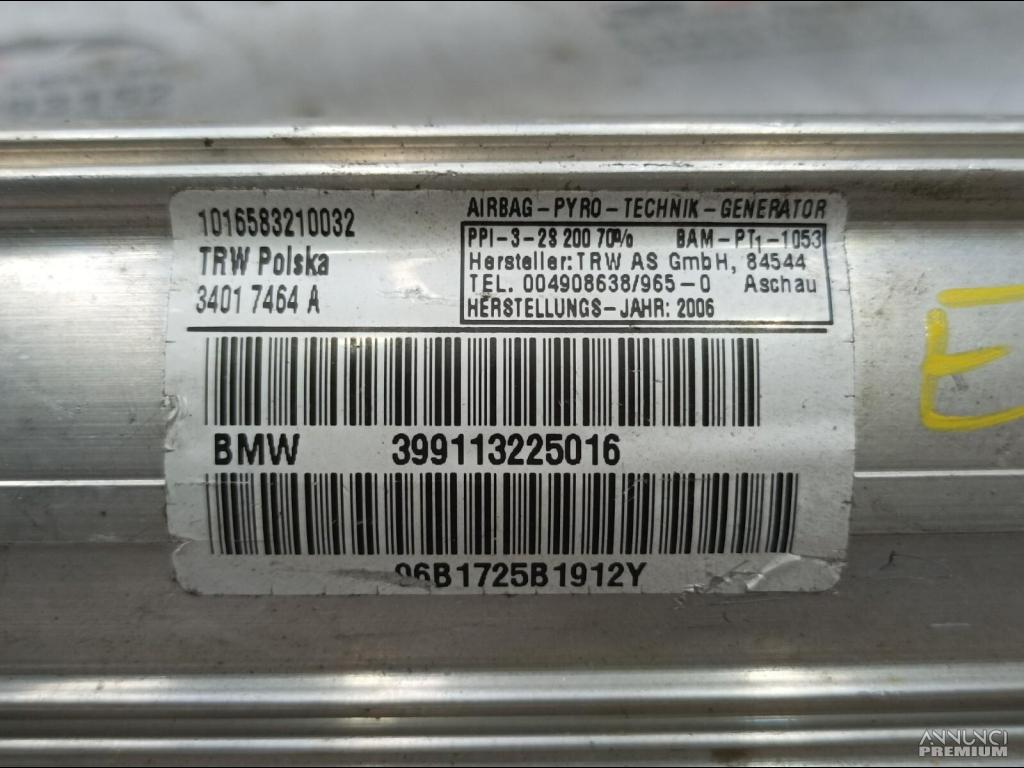 1016583210032
TRW Polska
3401 7464 A
AIRBAG-PYRO-TECHNIK-GENERATOR
PPI-3-28 200 70% BAM-PT1-1053
Hersteller: TRW AS GmbH, 84544
TEL. 004908638/965-0 Aschau
HERSTELLUNGS-JAHR: 2006
BMW 399113225016
06B1725B1912Y
E
ANNUNCI
PREMIUM